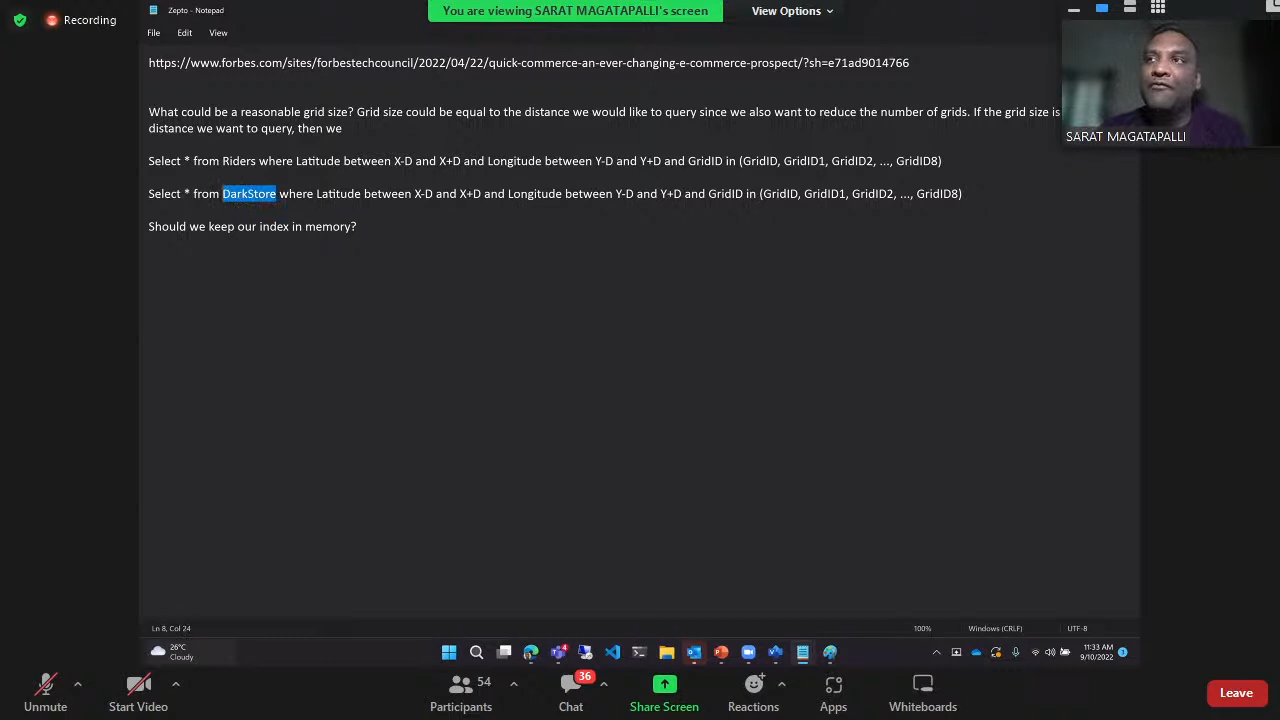 Recording
Zepto - Notepad
You are viewing SARAT MAGATAPALLI's screen
View Options
File Edit View
https://www.forbes.com/sites/forbestechcouncil/2022/04/22/quick-commerce-an-ever-changing-e-commerce-prospect/?sh=e71ad9014766
What could be a reasonable grid size? Grid size could be equal to the distance we would like to query since we also want to reduce the number of grids. If the grid size is
distance we want to query, then we
SARAT MAGATAPALLI
Select * from Riders where Latitude between X-D and X+D and Longitude between Y-D and Y+D and GridID in (GridID, GridID1, GridID2, ..., GridID8)
Select * from DarkStore where Latitude between X-D and X+D and Longitude between Y-D and Y+D and GridID in (GridID, GridID1, GridID2, ..., GridID8)
Should we keep our index in memory?
Ln 8, Col 24
100%
Windows (CRLF)
UTF-8
26°C
Cloudy
4
11:33 AM
9/10/2022
1
Unmute
Start Video
54
Participants
36
Chat
Share Screen
Reactions
Apps
Whiteboards
Leave